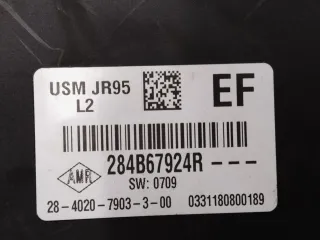 USM JR95 EF
L2
284B67924R---
AMR SW: 0709
28-4020-7903-3-00 0331180800189